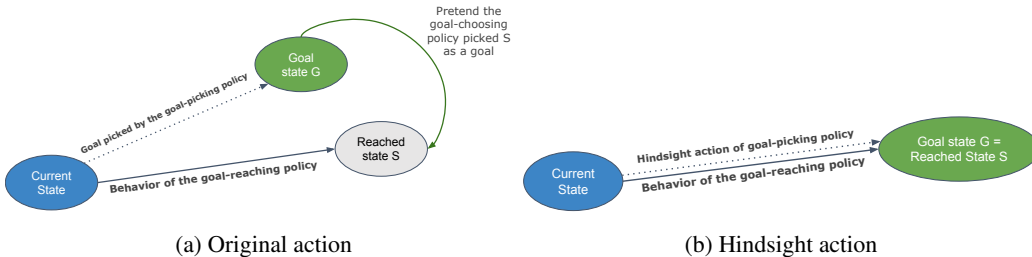 Pretend the
goal-choosing
policy picked S
as a goal
Goal
state G
Goal picked by the goal-picking policy
Reached
state S
Current
State
Behavior of the goal-reaching policy
(a) Original action
Hindsight action of goal-picking policy
Goal state G =
Reached State S
Current
State
Behavior of the goal-reaching policy
(b) Hindsight action